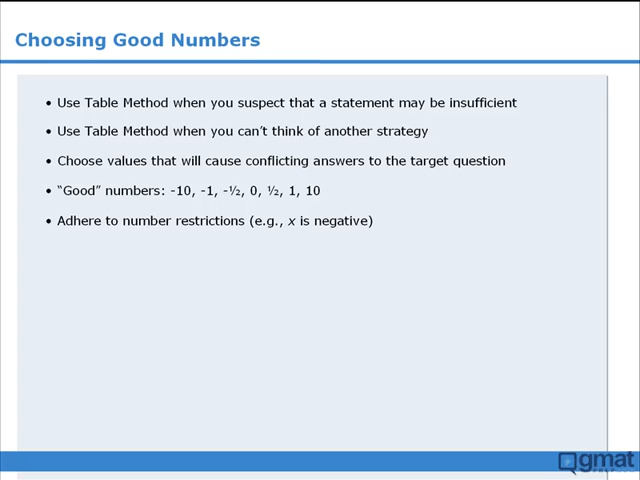 Choosing Good Numbers
• Use Table Method when you suspect that a statement may be insufficient
• Use Table Method when you can't think of another strategy
• Choose values that will cause conflicting answers to the target question
• “Good” numbers: -10, -1, -½, 0, ½, 1, 10
• Adhere to number restrictions (e.g., x is negative)
gmat